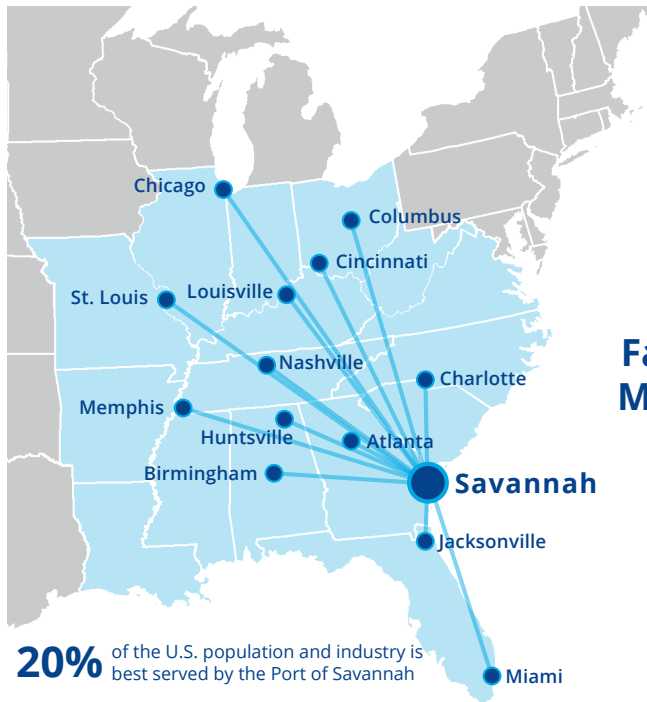 Chicago
Columbus
Cincinnati
Louisville
St. Louis
Nashville
Charlotte
Memphis
Huntsville
Atlanta
Birmingham
Savannah
Jacksonville
20% of the U.S. population and industry is
best served by the Port of Savannah
Miami